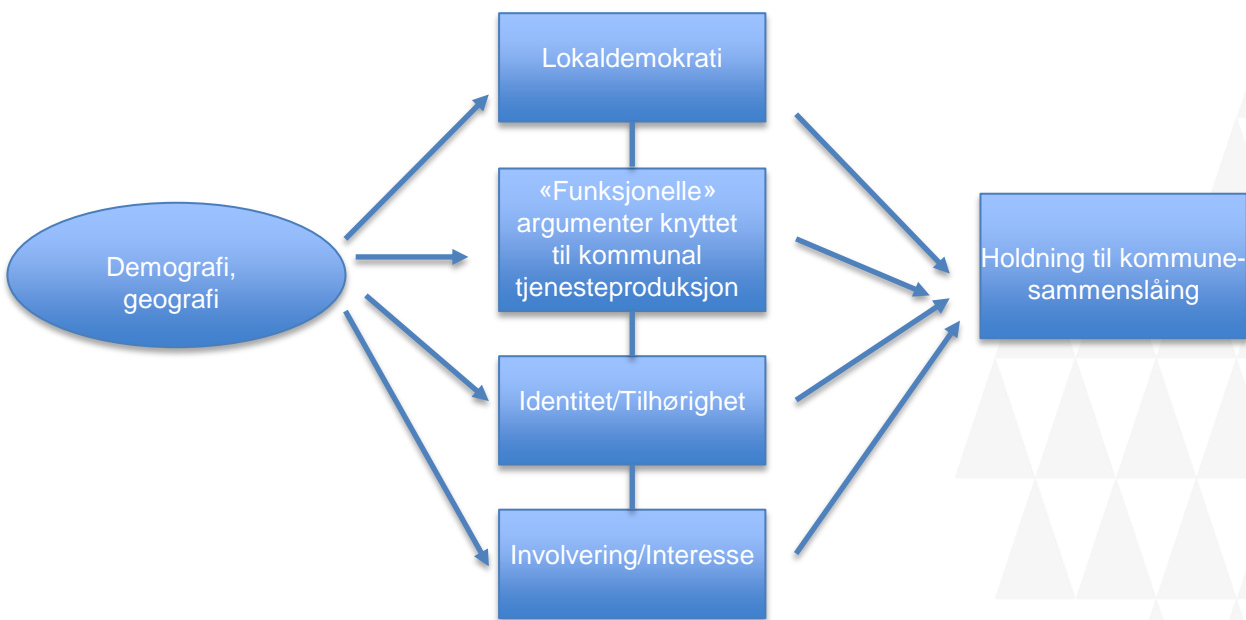 Lokaldemokrati
«Funksjonelle»
argumenter knyttet
til kommunal
tjenesteproduksjon
Demografi,
geografi
Holdning til kommune-
sammenslåing
Identitet/Tilhørighet
Involvering/Interesse